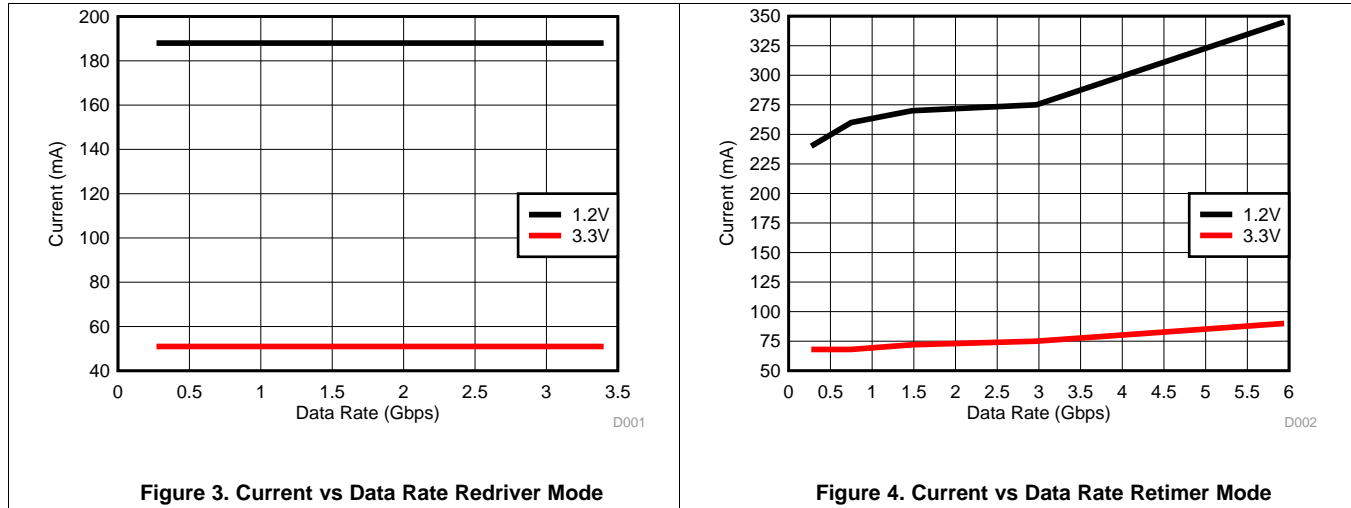 200
180
160
140
120
100
80
60
40
Current (mA)
1.2V
3.3V
0 0.5 1 1.5 2 2.5 3 3.5
Data Rate (Gbps)
D001
Figure 3. Current vs Data Rate Redriver Mode
350
325
300
275
250
225
200
175
150
125
100
75
50
Current (mA)
1.2V
3.3V
0 0.5 1 1.5 2 2.5 3 3.5 4 4.5 5 5.5 6
Data Rate (Gbps)
D002
Figure 4. Current vs Data Rate Retimer Mode